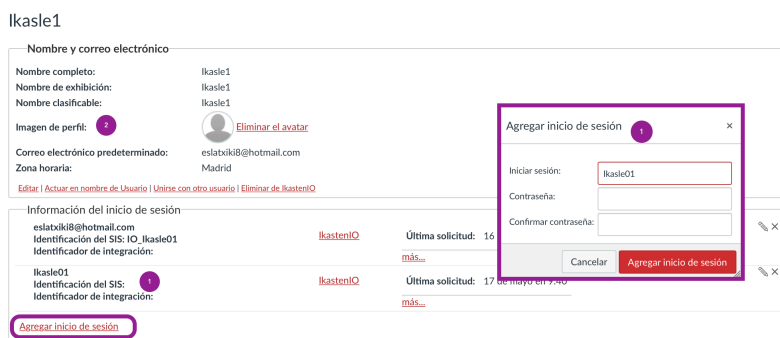 Ikasle1
Nombre y correo electrónico
Nombre completo: Ikasle1
Nombre de exhibición: Ikasle1
Nombre clasificable: Ikasle1
Imagen de perfil: 2 Eliminar el avatar
Correo electrónico predeterminado: eslatxiki8@hotmail.com
Zona horaria: Madrid
Editar | Actuar en nombre de Usuario | Unirse con otro usuario | Eliminar de IkastenIO
Información del inicio de sesión
eslatxiki8@hotmail.com
Identificación del SIS: IO_Ikasle01
Identificador de integración:
IkastenIO
Última solicitud: 16
más...
Ikasle01
Identificación del SIS:
Identificador de integración:
1
IkastenIO
Última solicitud: 17 de mayo en 9:40
más...
Agregar inicio de sesión
Agregar inicio de sesión 1 ×
Iniciar sesión: Ikasle01
Contraseña:
Confirmar contraseña:
Cancelar Agregar inicio de sesión